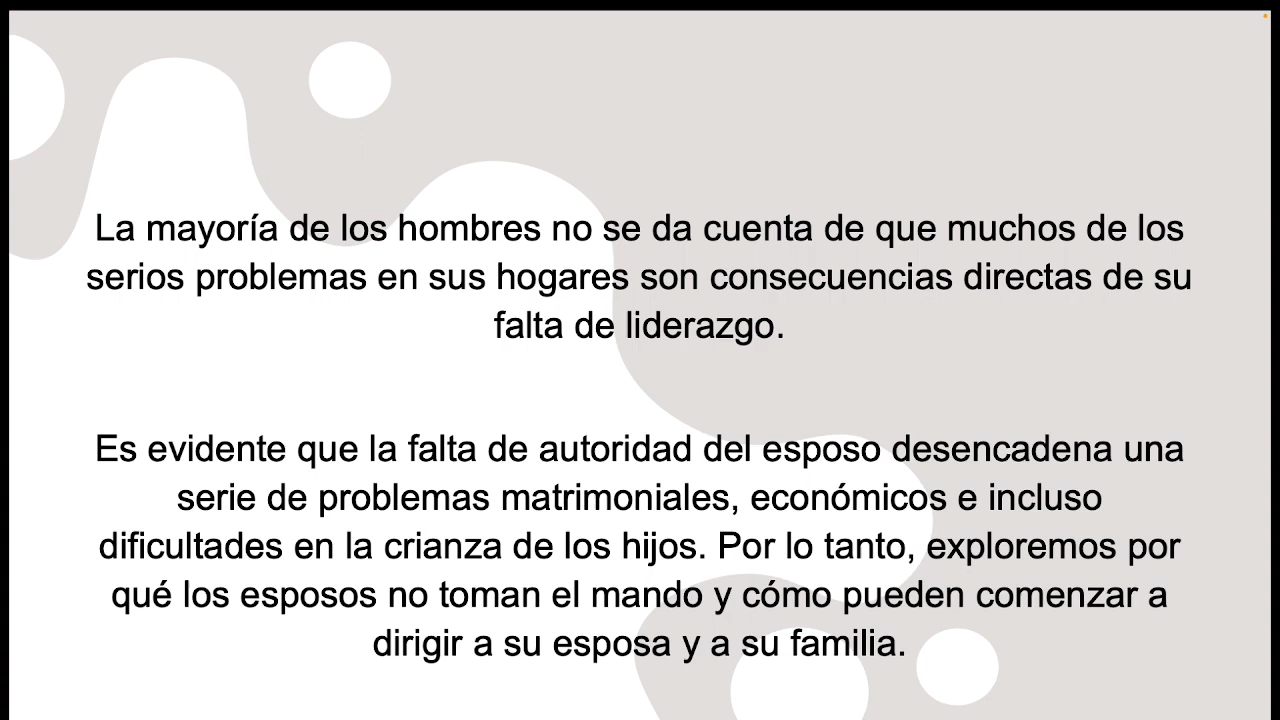 La mayoría de los hombres no se da cuenta de que muchos de los
serios problemas en sus hogares son consecuencias directas de su
falta de liderazgo.
Es evidente que la falta de autoridad del esposo desencadena una
serie de problemas matrimoniales, económicos e incluso
dificultades en la crianza de los hijos. Por lo tanto, exploremos por
qué los esposos no toman el mando y cómo pueden comenzar a
dirigir a su esposa y a su familia.